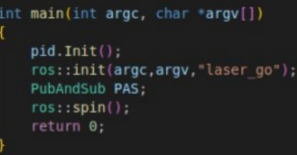 int main(int argc, char *argv[])
{
pid.Init();
ros::init(argc,argv,"laser_go");
PubAndSub PAS;
ros::spin();
return 0;
}